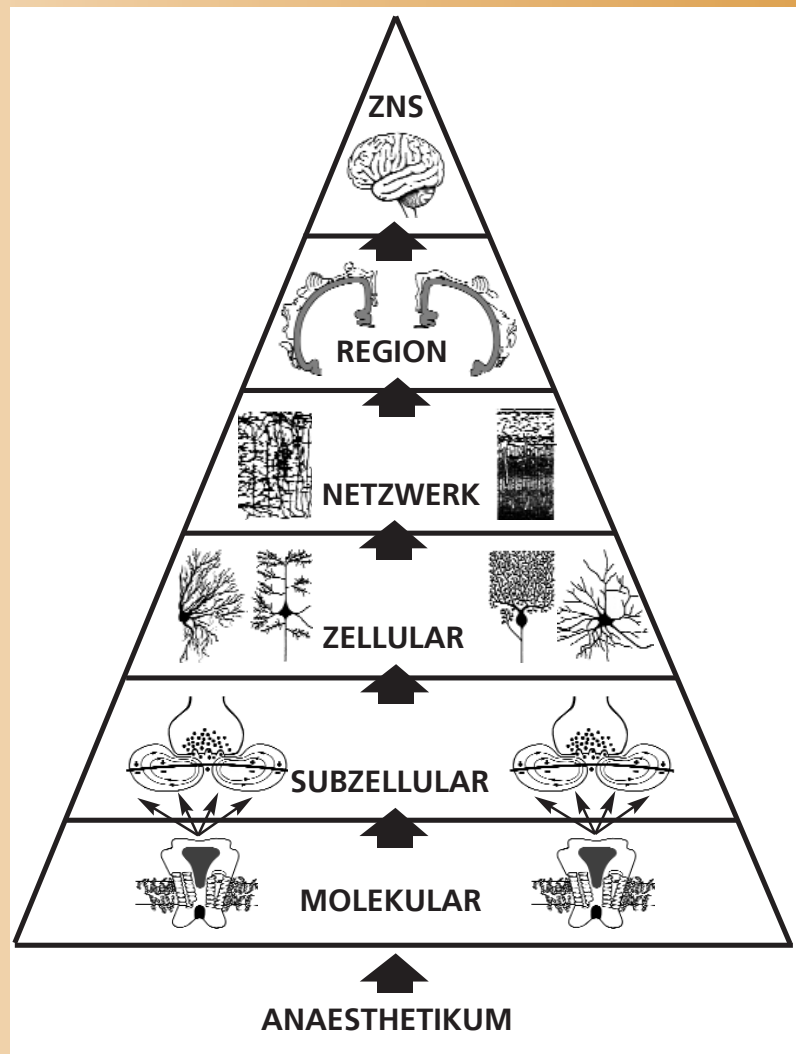 ZNS
REGION
NETZWERK
ZELLULAR
SUBZELLULAR
MOLEKULAR
ANAESTHETIKUM